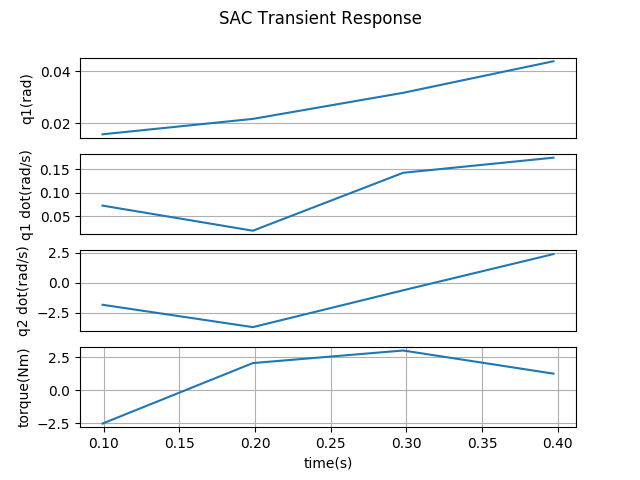 SAC Transient Response
q1(rad)
0.04
0.02
q1 dot(rad/s)
0.15
0.10
0.05
q2 dot(rad/s)
2.5
0.0
−2.5
torque(Nm)
2.5
0.0
−2.5
0.10 0.15 0.20 0.25 0.30 0.35 0.40
time(s)